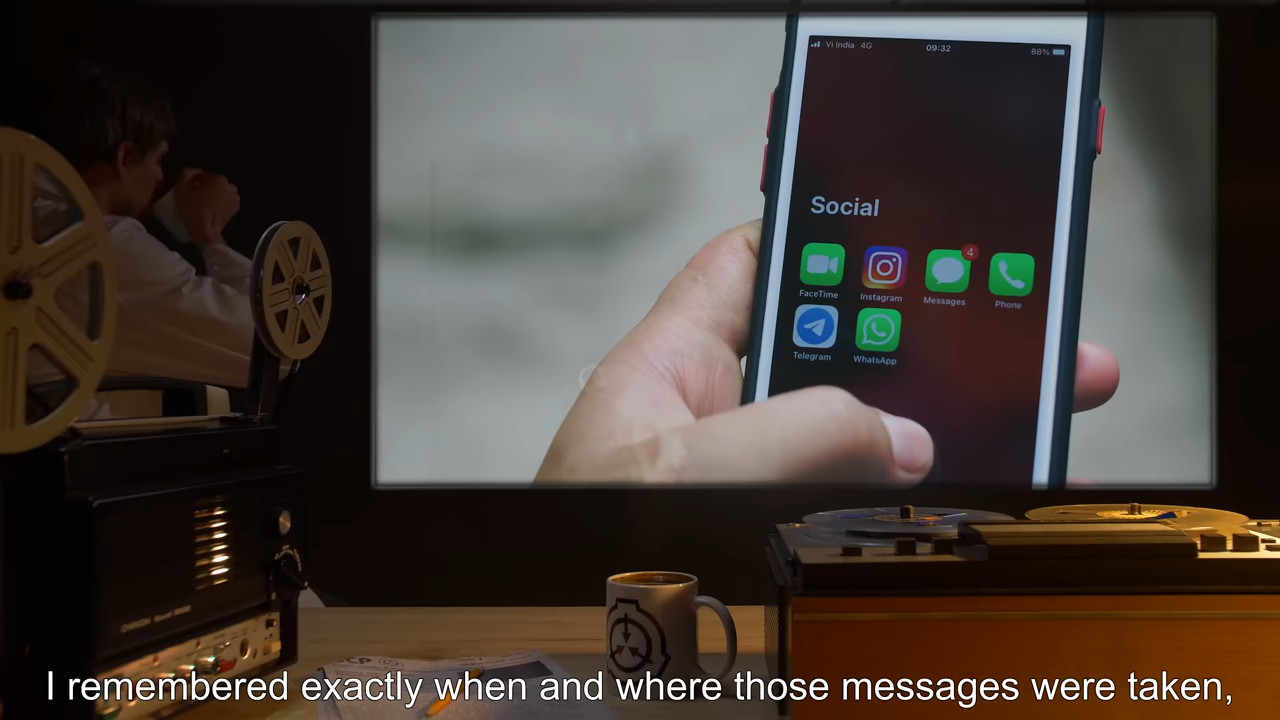 Vi India 4G 09:32 88%
Social
4
FaceTime Instagram Messages Phone
Telegram WhatsApp
I remembered exactly when and where those messages were taken,